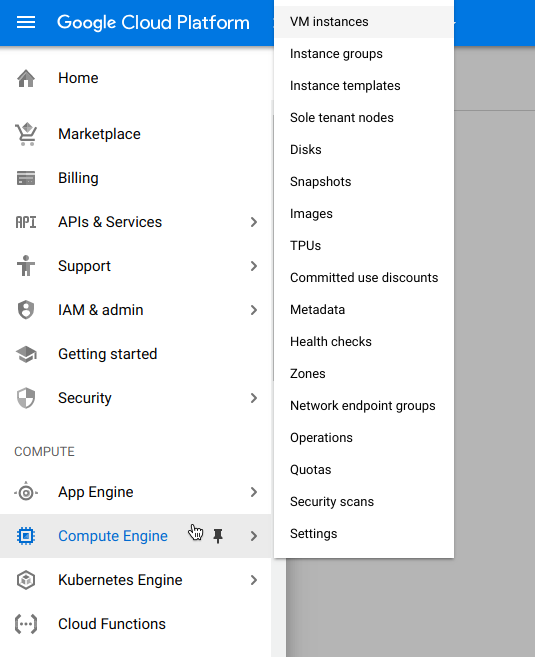 Google Cloud Platform
Home
Marketplace
Billing
API
APIs & Services
Support
IAM & admin
Getting started
Security
COMPUTE
App Engine
Compute Engine
Kubernetes Engine
Cloud Functions
VM instances
Instance groups
Instance templates
Sole tenant nodes
Disks
Snapshots
Images
TPUs
Committed use discounts
Metadata
Health checks
Zones
Network endpoint groups
Operations
Quotas
Security scans
Settings